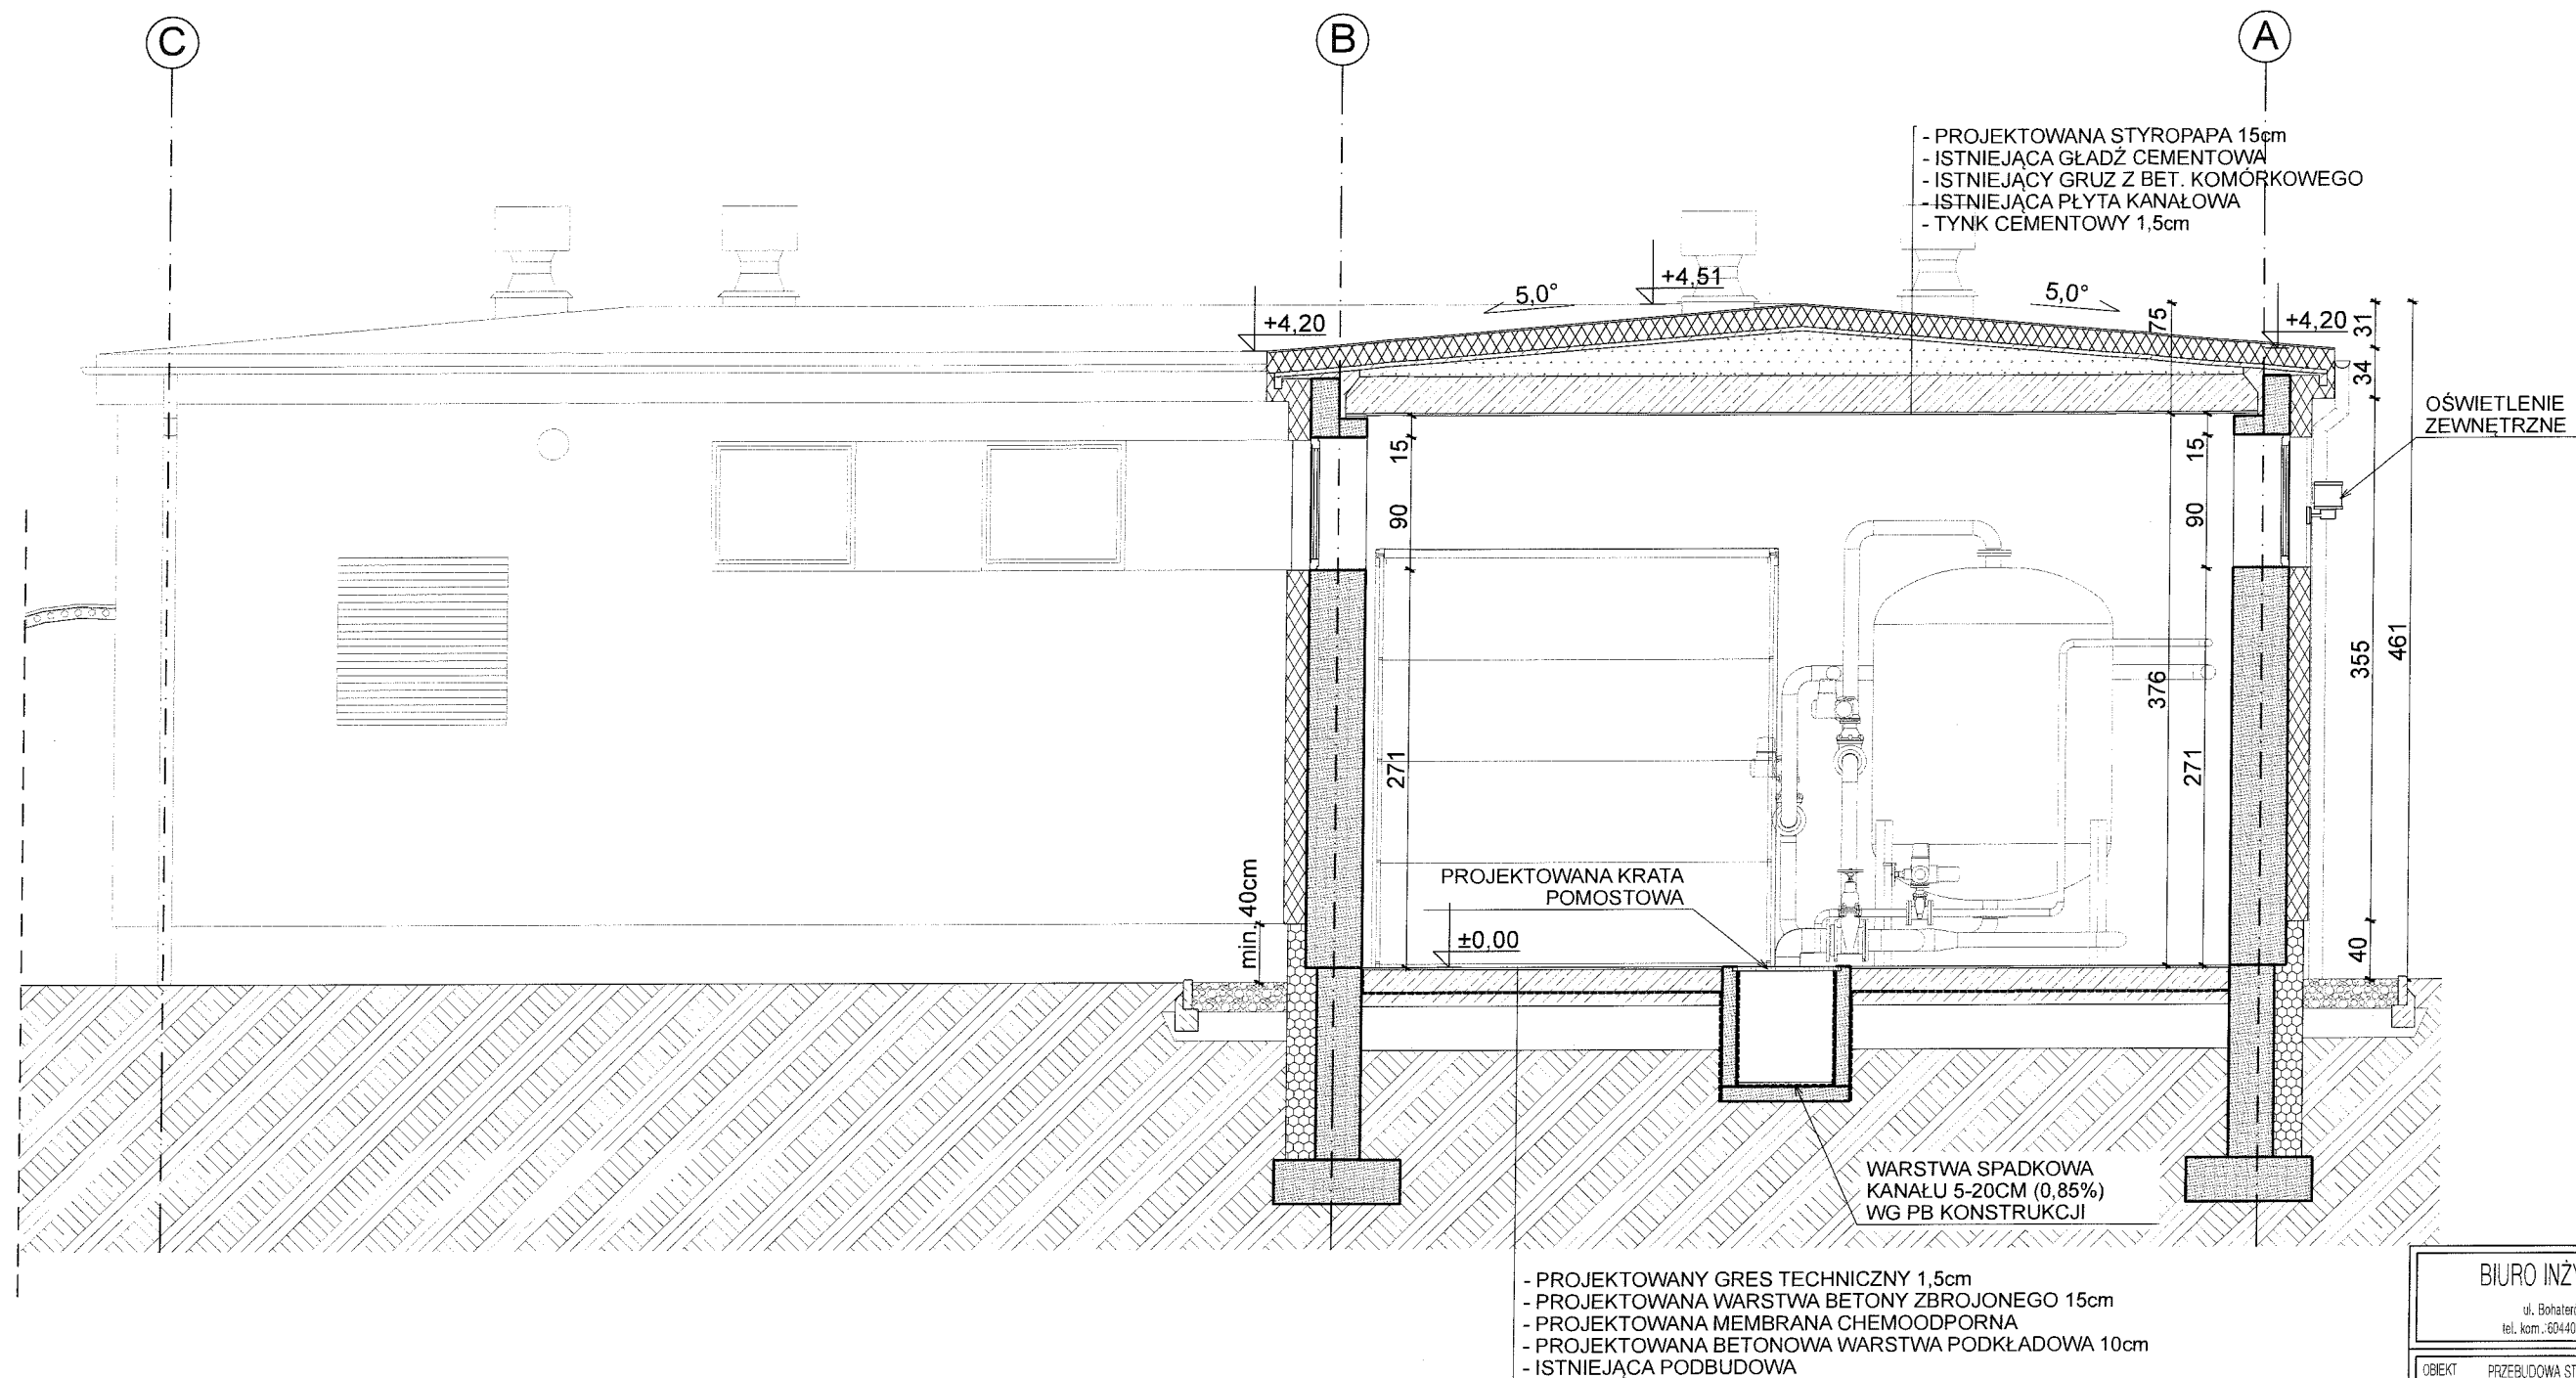 C
B
A
- PROJEKTOWANA STYROPAPA 15cm
- ISTNIEJĄCA GŁADŹ CEMENTOWA
- ISTNIEJĄCY GRUZ Z BET. KOMÓRKOWEGO
- ISTNIEJĄCA PŁYTA KANAŁOWA
- TYNK CEMENTOWY 1,5cm
+4,51
5,0°
5,0°
+4,20
+4,20
75
31
34
OŚWIETLENIE
ZEWNĘTRZNE
15
15
90
90
355
461
376
271
271
min. 40cm
40
PROJEKTOWANA KRATA
POMOSTOWA
±0,00
WARSTWA SPADKOWA
KANAŁU 5-20CM (0,85%)
WG PB KONSTRUKCJI
- PROJEKTOWANY GRES TECHNICZNY 1,5cm
- PROJEKTOWANA WARSTWA BETONY ZBROJONEGO 15cm
- PROJEKTOWANA MEMBRANA CHEMOODPORNA
- PROJEKTOWANA BETONOWA WARSTWA PODKŁADOWA 10cm
- ISTNIEJĄCA PODBUDOWA
BIURO
ul.
tel. kom.:
OBIEKT PRZEBUDOWA